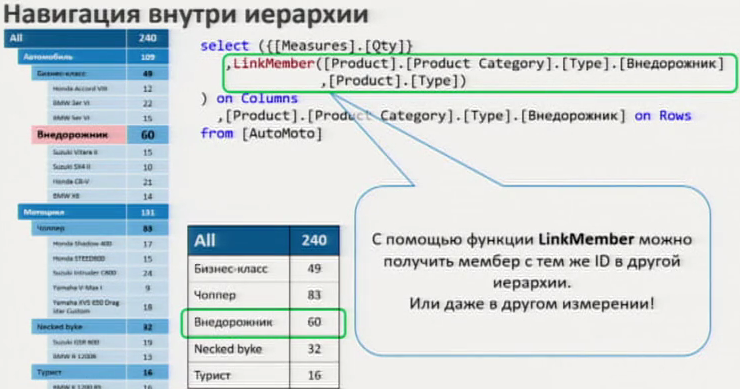 Навигация внутри иерархии
All 240
Автомобиль 109
Бизнес-класс 49
Honda Accord VIII 12
BMW 3er VI 22
BMW 5er VI 15
Внедорожник 60
Suzuki Vitara II 15
Suzuki SX4 II 10
Honda CR-V 21
BMW X6 14
Мотоцикл 131
Чоппер 83
Honda Shadow 400 17
Honda STEED600 15
Suzuki Intruder C800 24
Yamaha V-Max I 9
Yamaha XVS 650 Drag
Star Custom 18
Necked byke 32
Suzuki GSR 600 19
BMW R 1200R 13
Турист 16
BMW K 1200 RS 16
select ({[Measures].[Qty]}
,LinkMember([Product].[Product Category].[Type].[Внедорожник]
,[Product].[Type])
) on Columns
,[Product].[Product Category].[Type].[Внедорожник] on Rows
from [AutoMoto]
All 240
Бизнес-класс 49
Чоппер 83
Внедорожник 60
Necked byke 32
Турист 16
С помощью функции LinkMember можно
получить мембер с тем же ID в другой
иерархии.
Или даже в другом измерении!